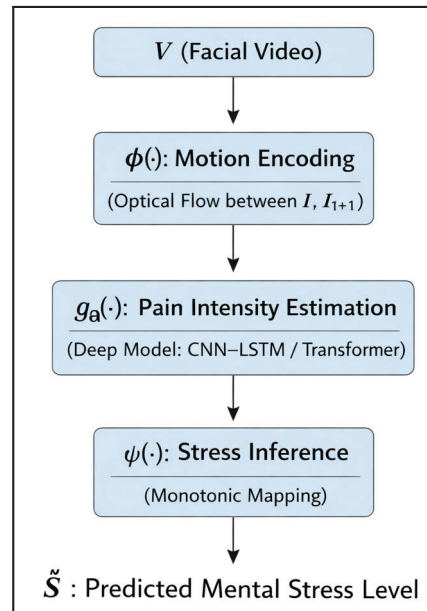 V (Facial Video)
ϕ(·): Motion Encoding
(Optical Flow between I, I₁₊₁)
gₐ(·): Pain Intensity Estimation
(Deep Model: CNN–LSTM / Transformer)
ψ(·): Stress Inference
(Monotonic Mapping)
S̃ : Predicted Mental Stress Level